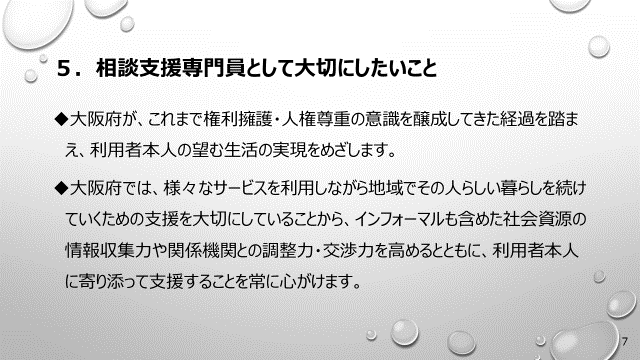 ５．相談支援専門員として大切にしたいこと
◆大阪府が、これまで権利擁護・人権尊重の意識を醸成してきた経過を踏ま
え、利用者本人の望む生活の実現をめざします。
◆大阪府では、様々なサービスを利用しながら地域でその人らしい暮らしを続け
ていくための支援を大切にしていることから、インフォーマルも含めた社会資源の
情報収集力や関係機関との調整力・交渉力を高めるとともに、利用者本人
に寄り添って支援することを常に心がけます。
7